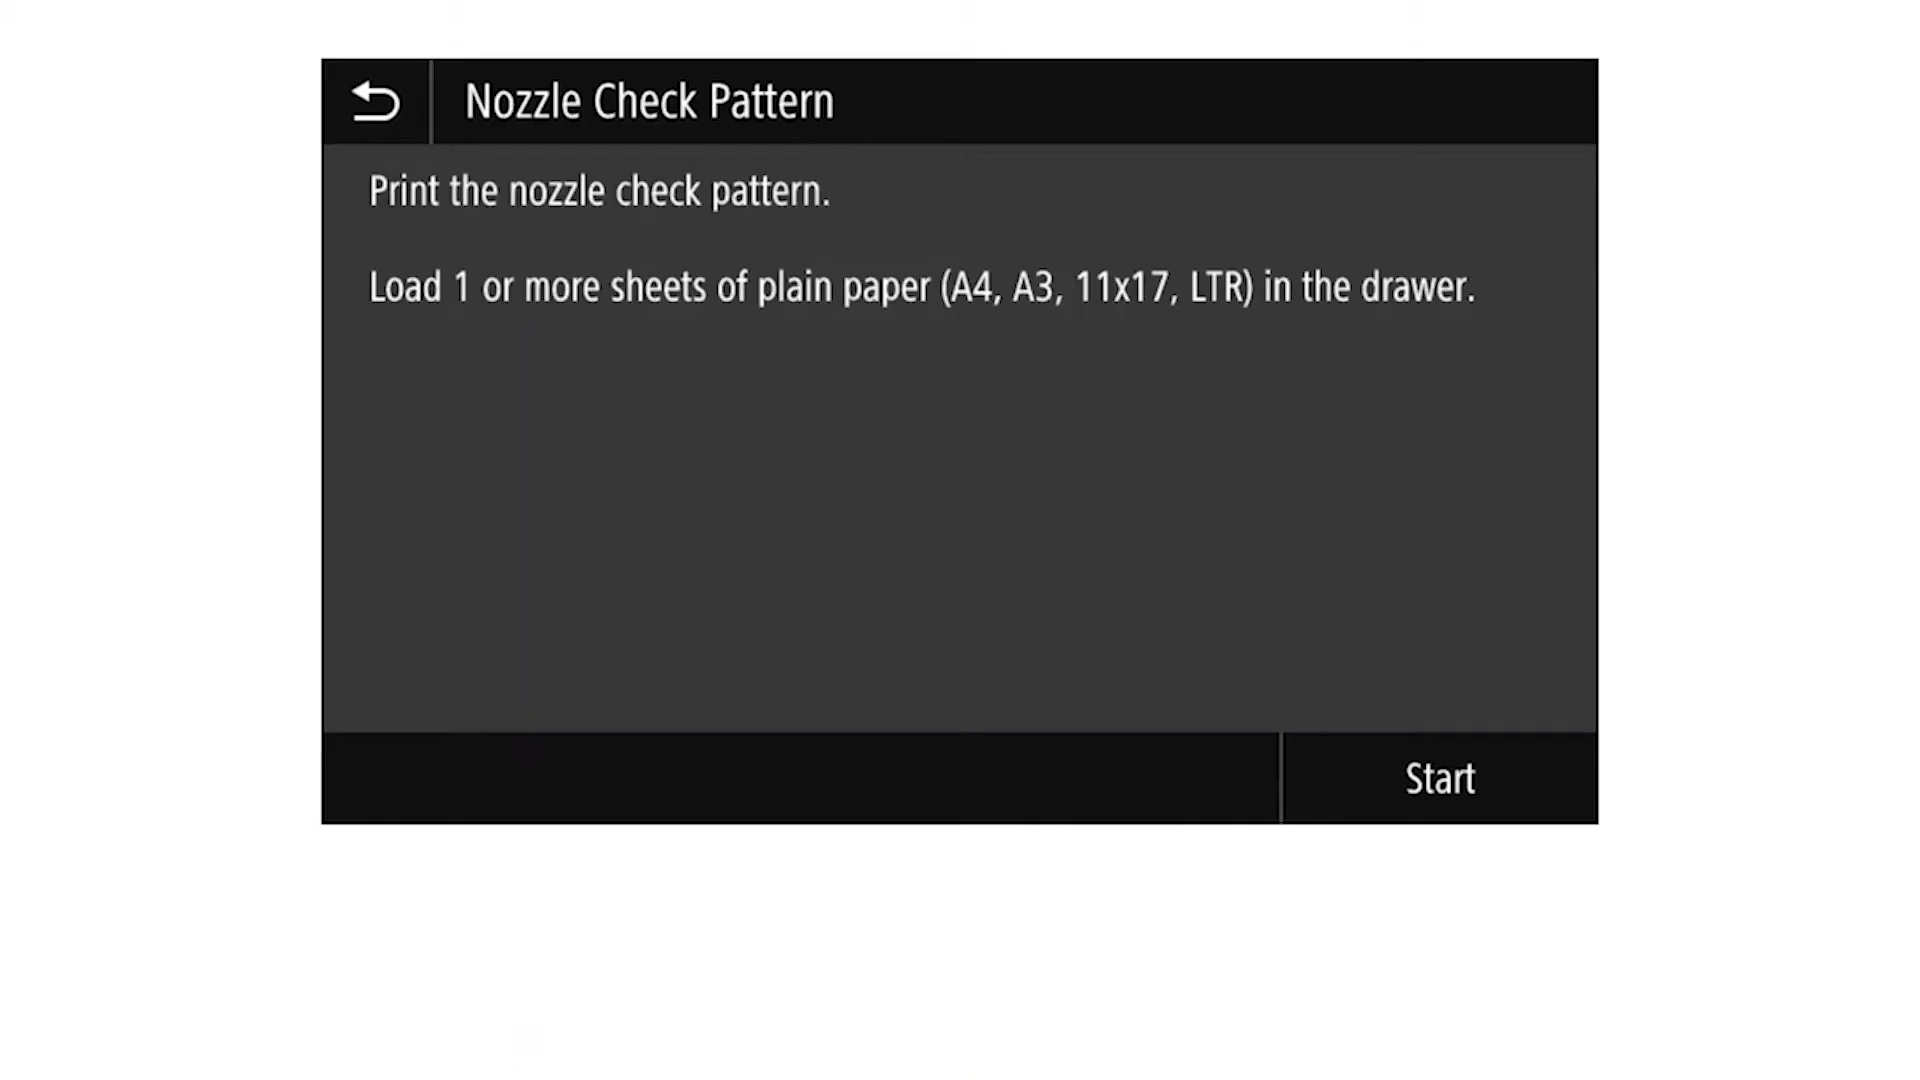 Nozzle Check Pattern
Print the nozzle check pattern.
Load 1 or more sheets of plain paper (A4, A3, 11x17, LTR) in the drawer.
Start